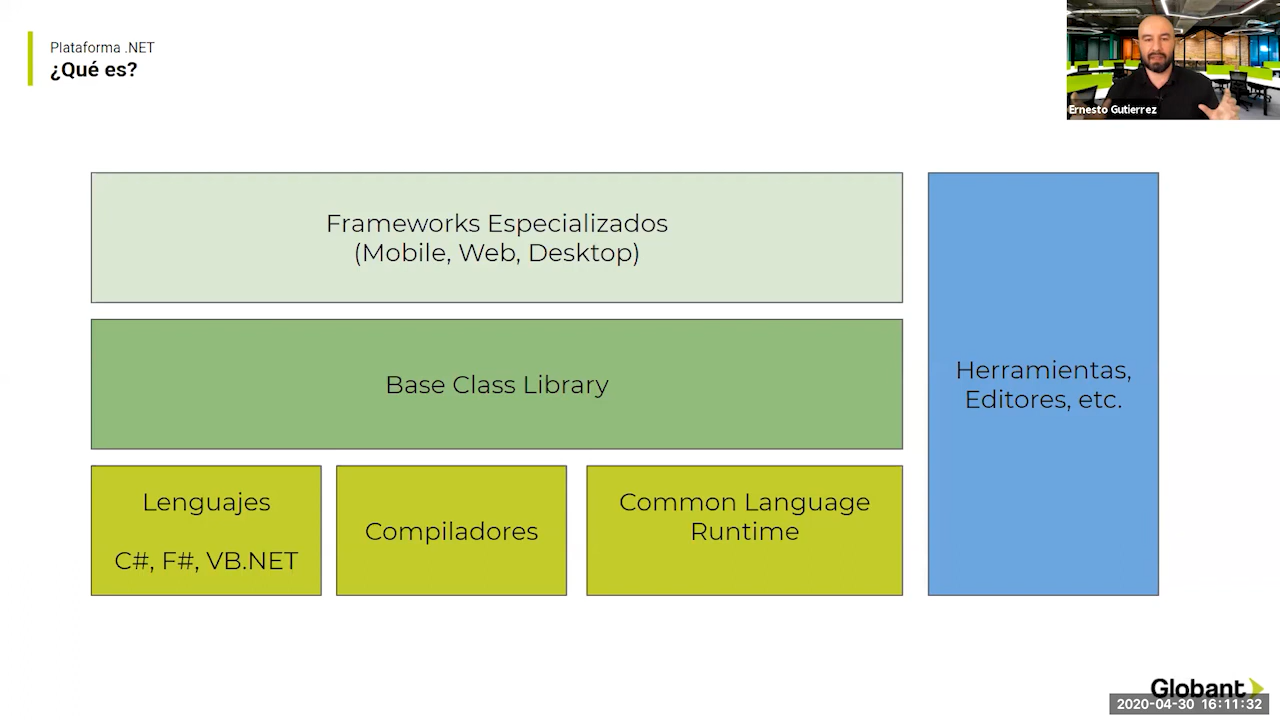 Plataforma .NET
¿Qué es?
Ernesto Gutierrez
Frameworks Especializados
(Mobile, Web, Desktop)
Base Class Library
Lenguajes
C#, F#, VB.NET
Compiladores
Common Language
Runtime
Herramientas,
Editores, etc.
Globant
2020-04-30 16:11:32